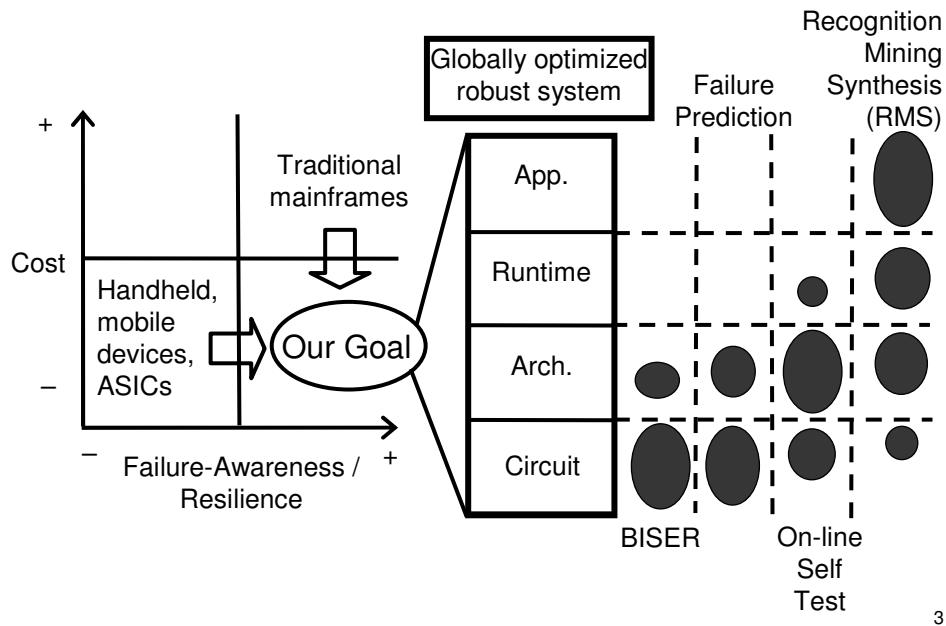 Globally optimized
robust system
Failure
Prediction
Recognition
Mining
Synthesis
(RMS)
+
Cost
–
Traditional
mainframes
Handheld,
mobile
devices,
ASICs
Our Goal
App.
Runtime
Arch.
Circuit
–
Failure-Awareness /
Resilience
+
BISER
On-line
Self
Test
3